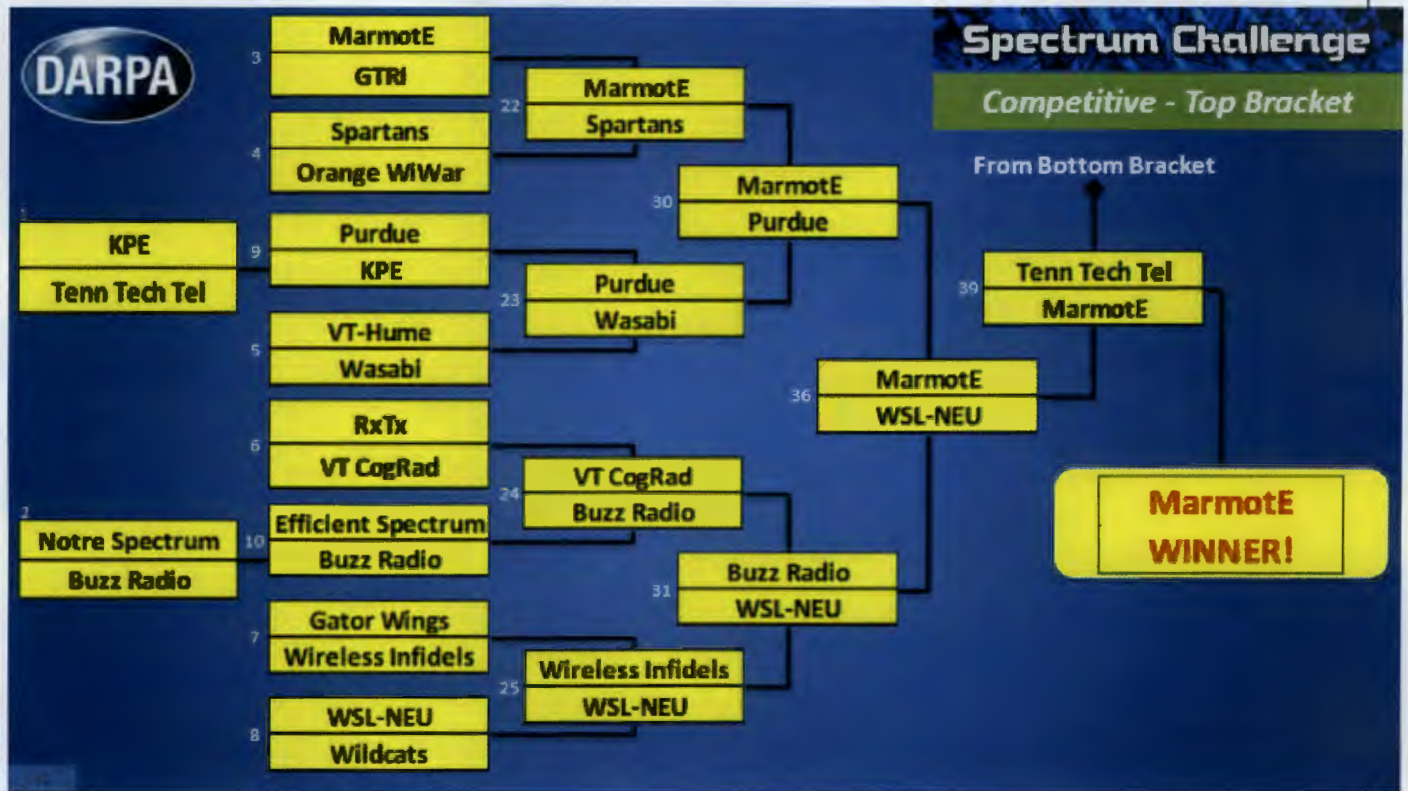 DARPA
Spectrum Challenge
Competitive - Top Bracket
From Bottom Bracket
1
KPE
Tenn Tech Tel
2
Notre Spectrum
Buzz Radio
3
MarmotE
GTRI
4
Spartans
Orange WiWar
9
Purdue
KPE
5
VT-Hume
Wasabi
6
RxTx
VT CogRad
10
Efficient Spectrum
Buzz Radio
7
Gator Wings
Wireless Infidels
8
WSL-NEU
Wildcats
22
MarmotE
Spartans
23
Purdue
Wasabi
24
VT CogRad
Buzz Radio
25
Wireless Infidels
WSL-NEU
30
MarmotE
Purdue
31
Buzz Radio
WSL-NEU
36
MarmotE
WSL-NEU
39
Tenn Tech Tel
MarmotE
MarmotE
WINNER!